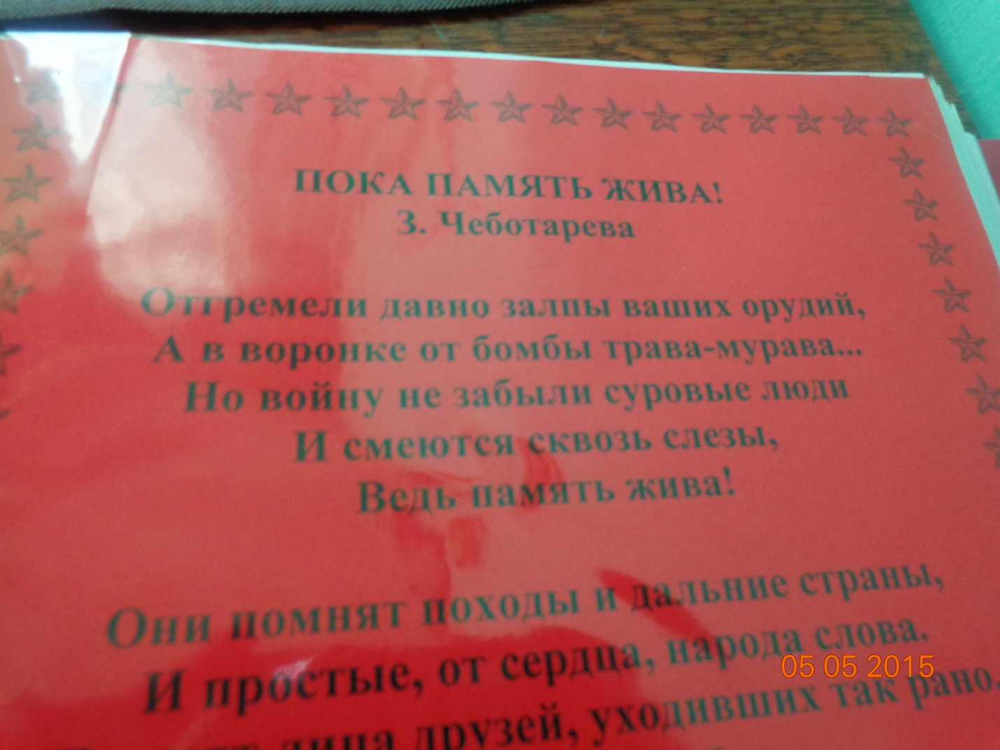 ПОКА ПАМЯТЬ ЖИВА!
З. Чеботарева
Отгремели давно залпы ваших орудий,
А в воронке от бомбы трава-мурава...
Но войну не забыли суровые люди
И смеются сквозь слезы,
Ведь память жива!
Они помнят походы и дальние страны,
И простые, от сердца, народа слова.
лица друзей, уходивших так рано.
05 05 2015